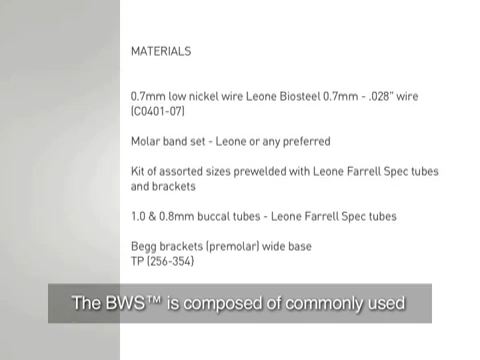 MATERIALS
0.7mm low nickel wire Leone Biosteel 0.7mm - .028" wire
(C0401-07)
Molar band set - Leone or any preferred
Kit of assorted sizes prewelded with Leone Farrell Spec tubes
and brackets
1.0 & 0.8mm buccal tubes - Leone Farrell Spec tubes
Begg brackets (premolar) wide base
TP (256-354)
The BWS™ is composed of commonly used